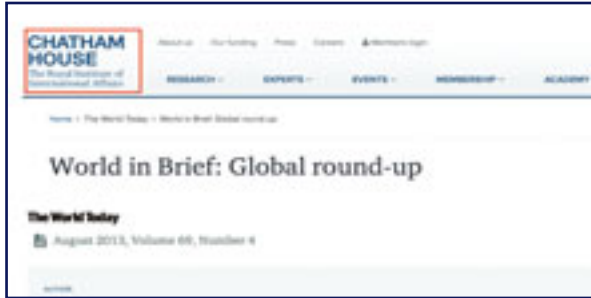 CHATHAM
HOUSE
The Royal Institute of
International Affairs
About us Our funding Press Careers Members login
RESEARCH EXPERTS EVENTS MEMBERSHIP ACADEMY
Home > The World Today > World in Brief: Global round-up
World in Brief: Global round-up
The World Today
August 2013, Volume 69, Number 4
AUTHOR